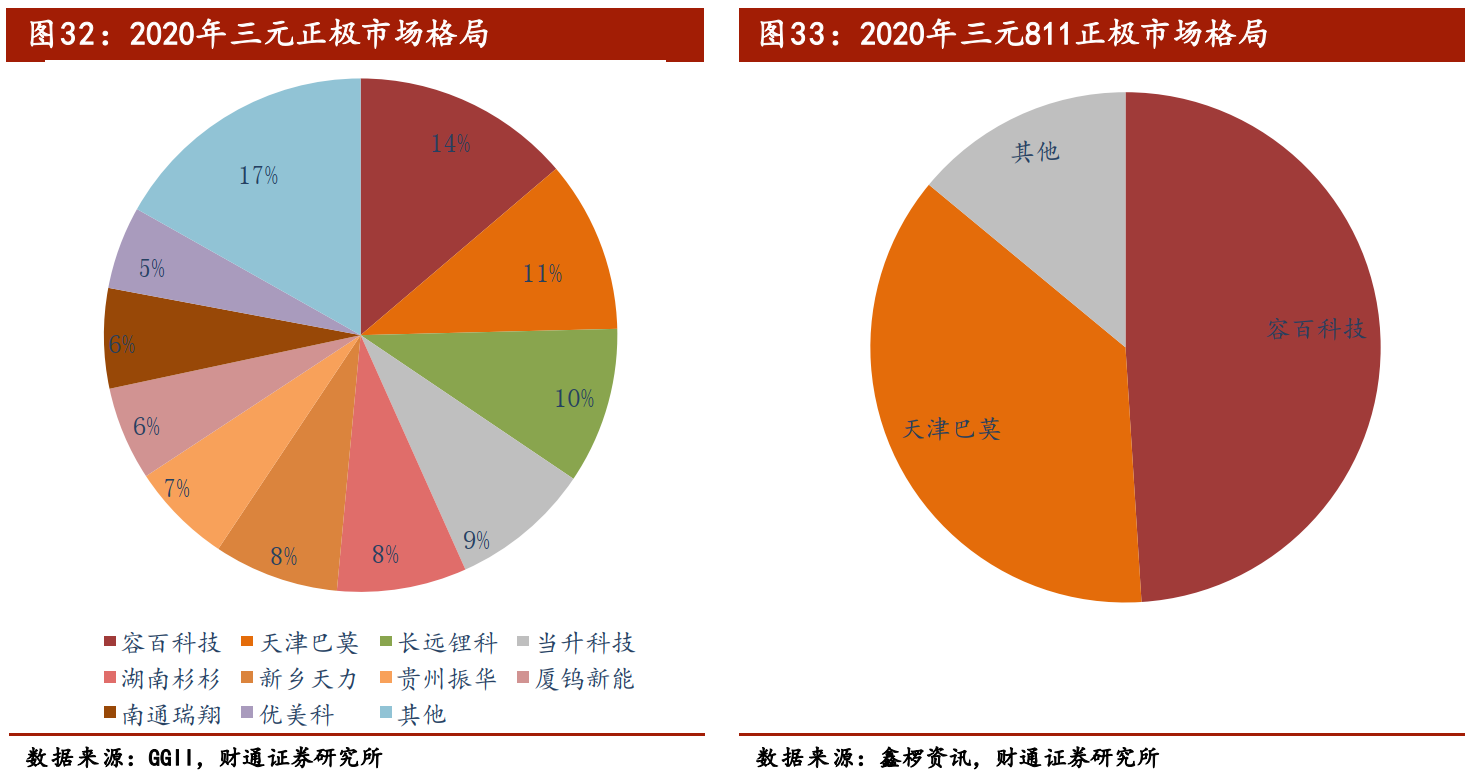 图32：2020年三元正极市场格局
14%
11%
10%
9%
8%
8%
7%
6%
6%
5%
17%
容百科技 天津巴莫 长远锂科 当升科技
湖南杉杉 新乡天力 贵州振华 厦钨新能
南通瑞翔 优美科 其他
数据来源：GGII，财通证券研究所
图33：2020年三元811正极市场格局
其他
容百科技
天津巴莫
数据来源：鑫椤资讯，财通证券研究所